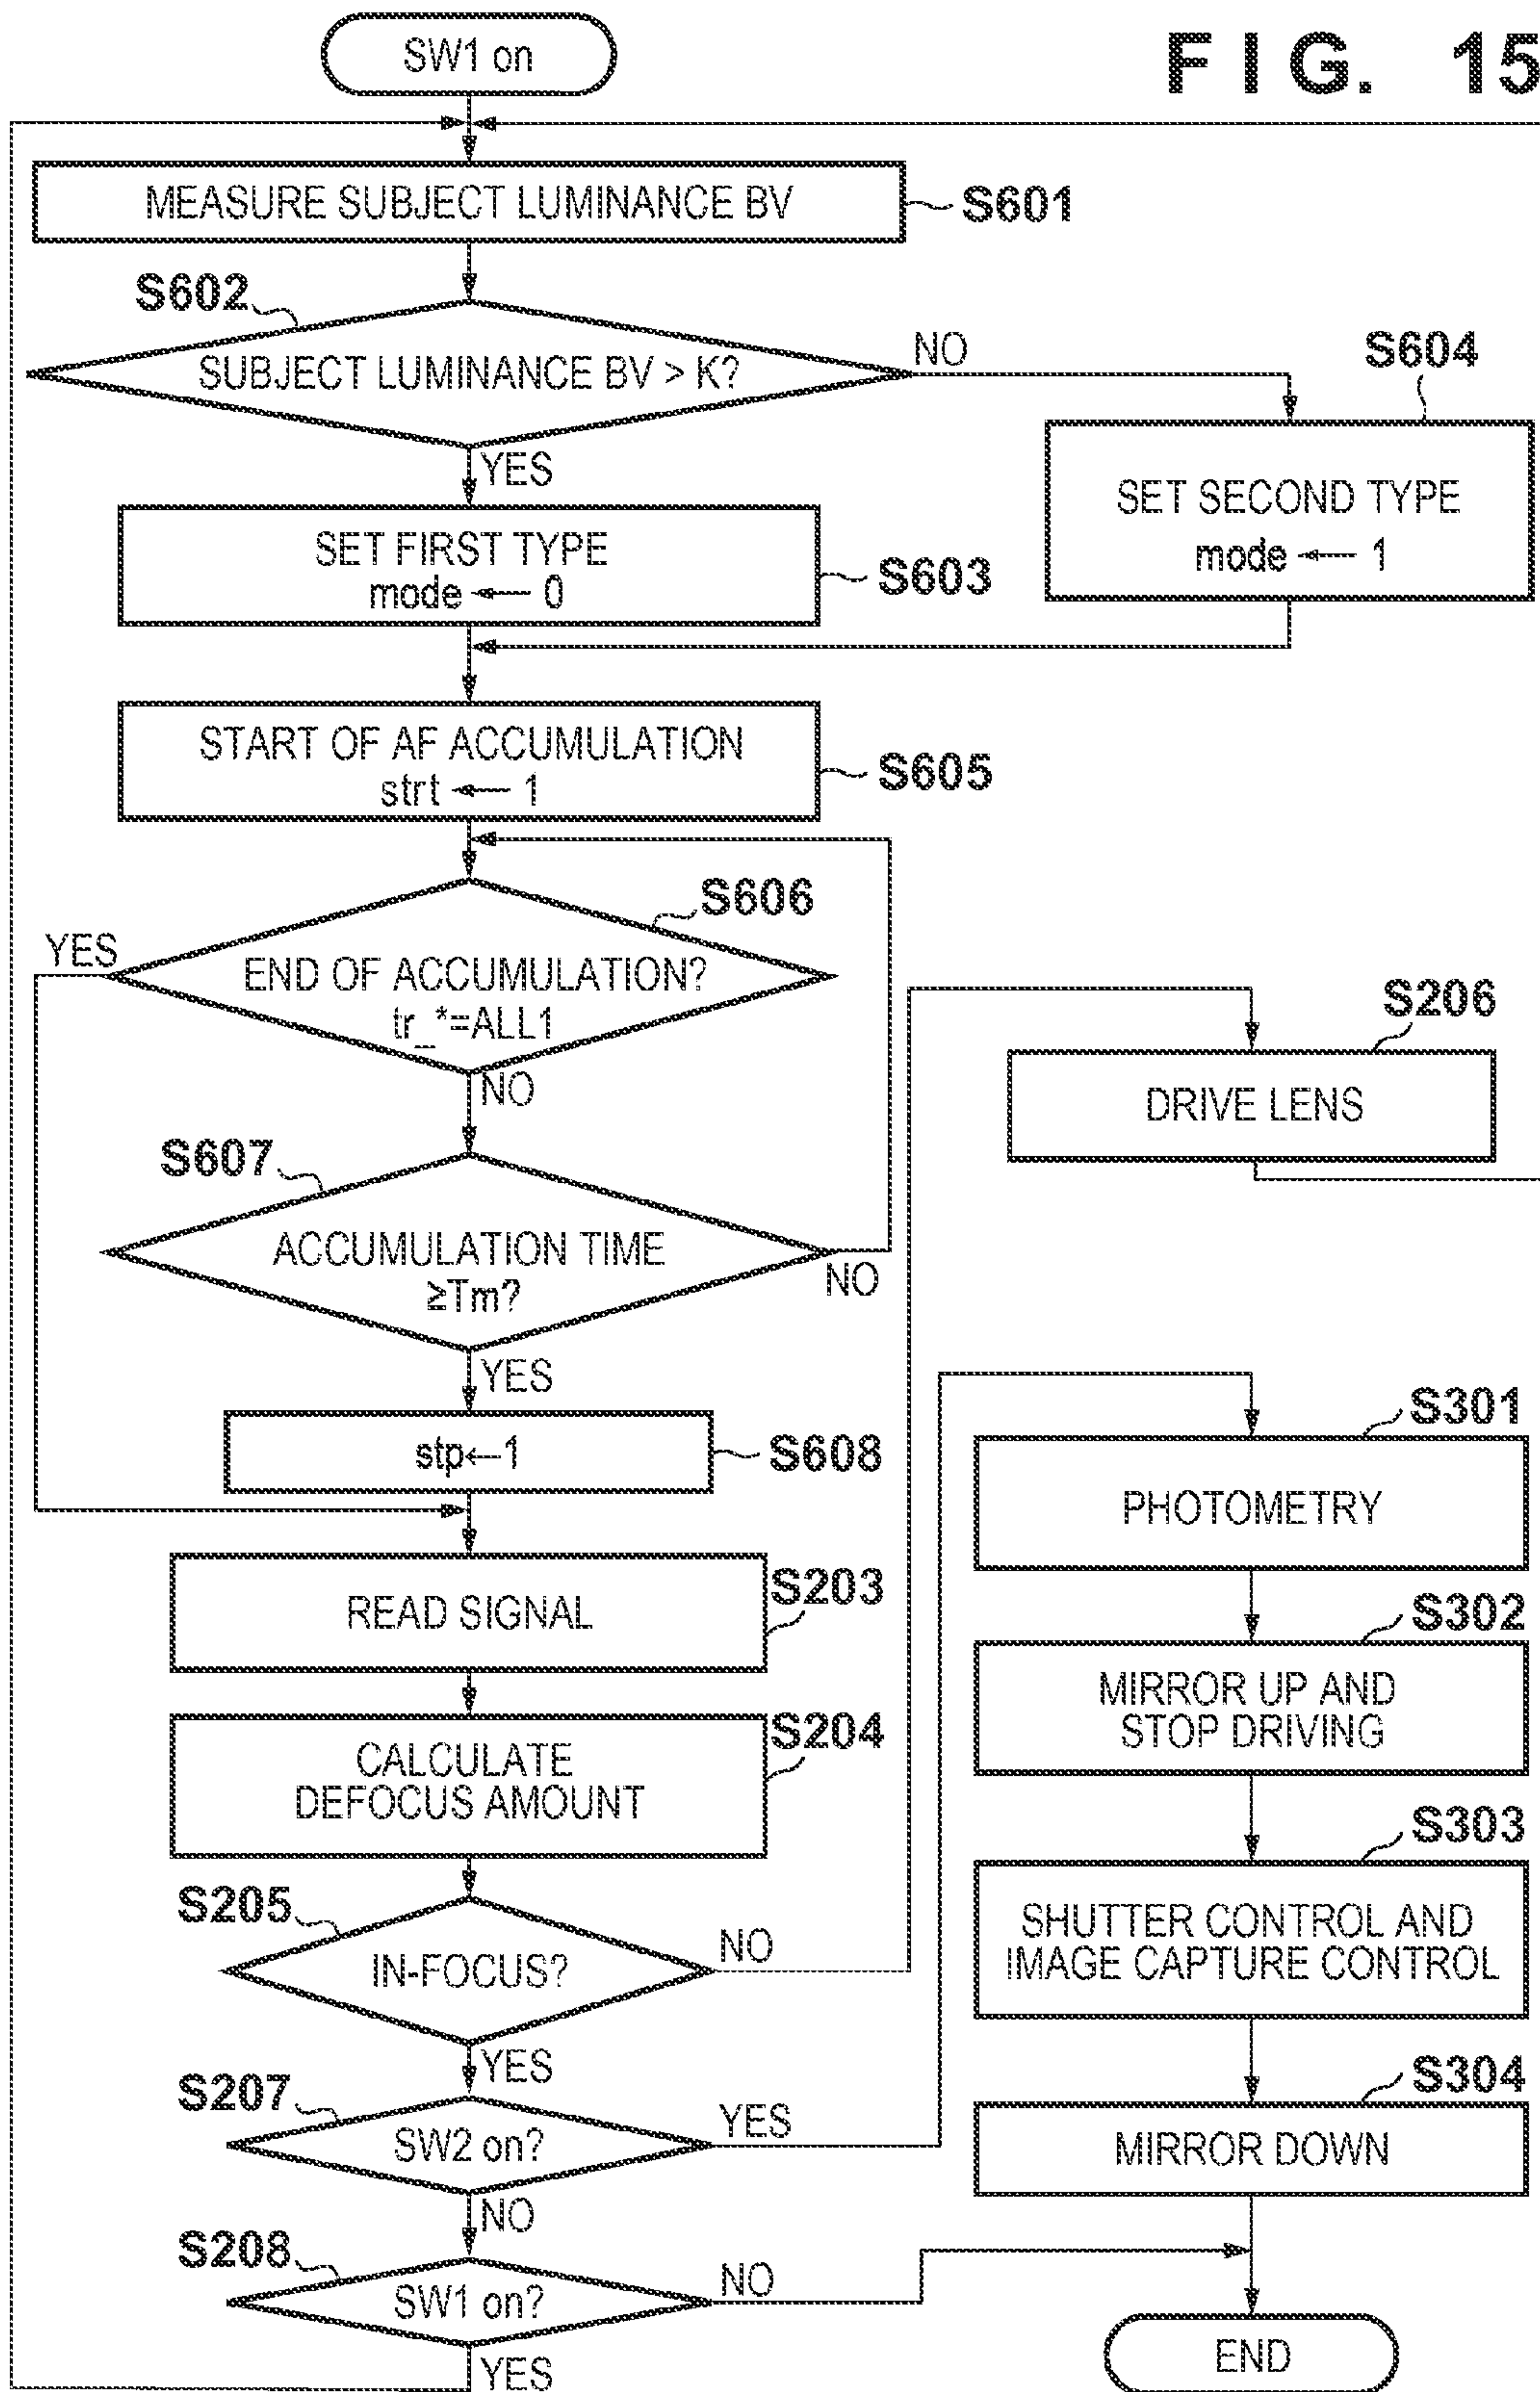 FIG. 15
SW1 on
MEASURE SUBJECT LUMINANCE BV
S601
S602
SUBJECT LUMINANCE BV > K?
NO
YES
S604
SET SECOND TYPE
mode ← 1
SET FIRST TYPE
mode ← 0
S603
START OF AF ACCUMULATION
strt ← 1
S605
S606
YES
END OF ACCUMULATION?
tr_*=ALL1
NO
S607
ACCUMULATION TIME
≥Tm?
NO
YES
stp←1
S608
READ SIGNAL
S203
CALCULATE
DEFOCUS AMOUNT
S204
S205
IN-FOCUS?
NO
YES
S207
SW2 on?
YES
NO
S208
SW1 on?
NO
YES
S206
DRIVE LENS
S301
PHOTOMETRY
S302
MIRROR UP AND
STOP DRIVING
S303
SHUTTER CONTROL AND
IMAGE CAPTURE CONTROL
S304
MIRROR DOWN
END